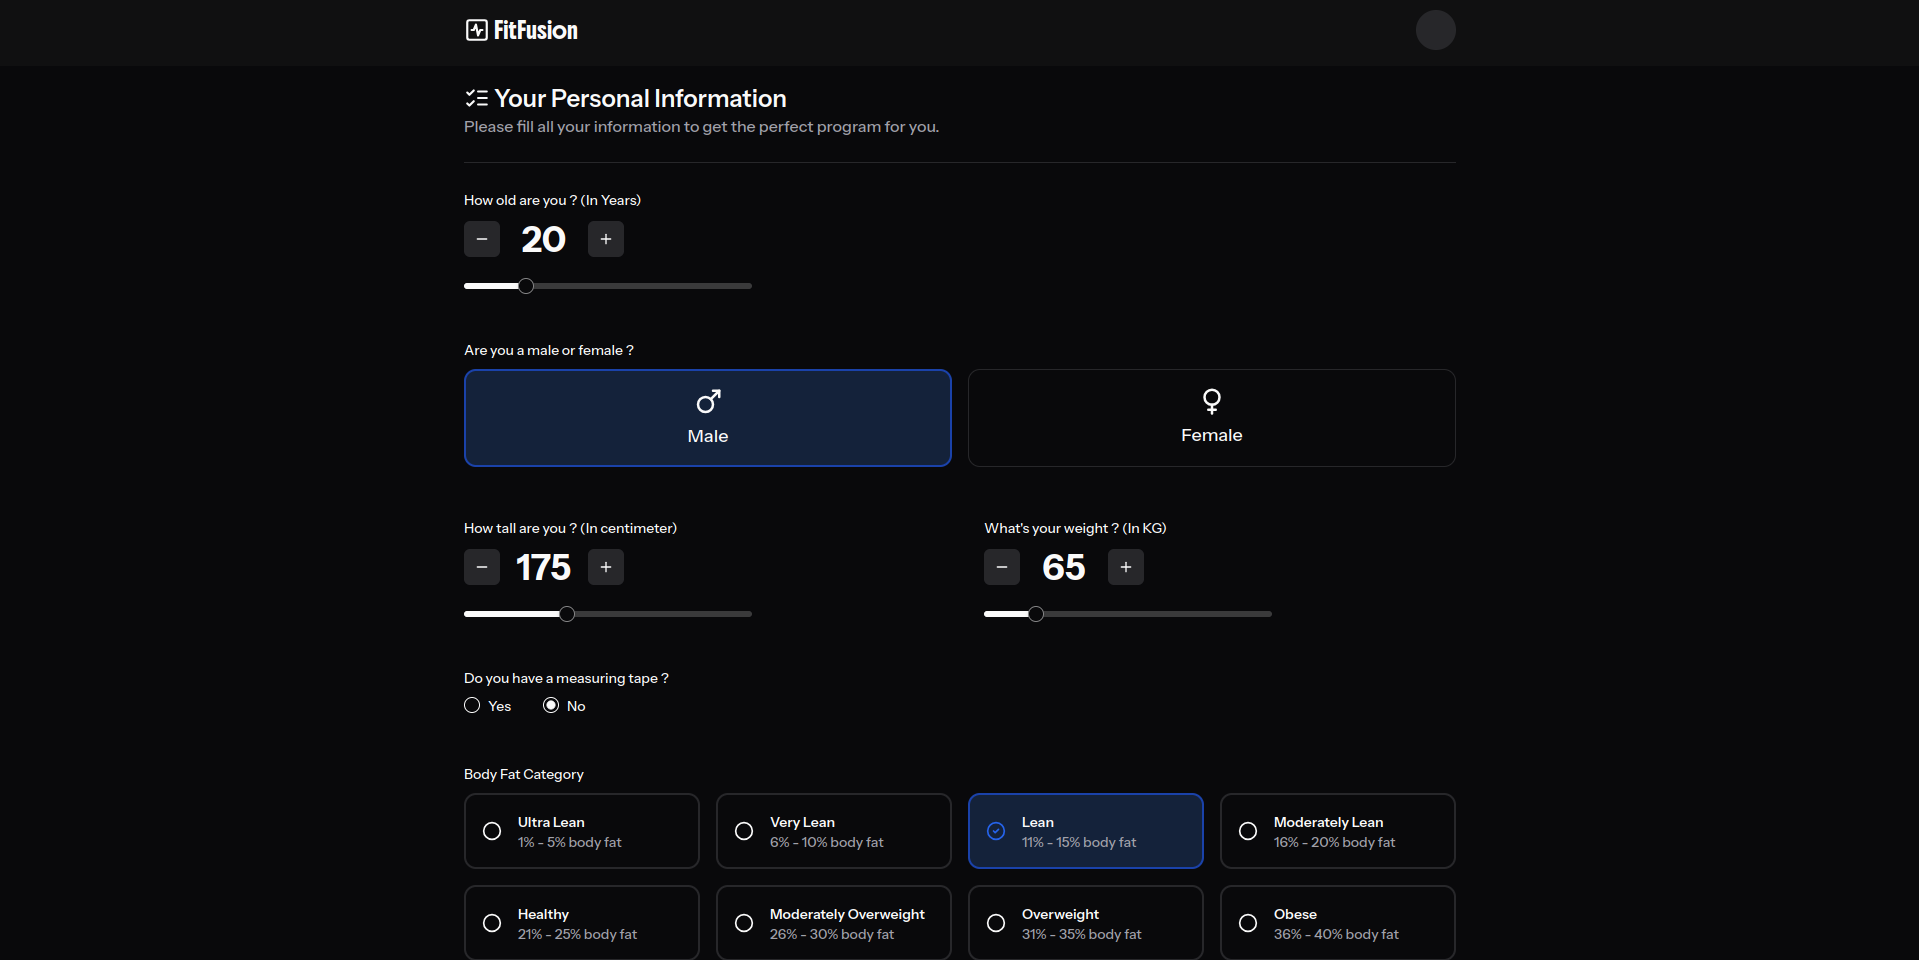 FitFusion
Your Personal Information
Please fill all your information to get the perfect program for you.
How old are you ? (In Years)
− 20 +
Are you a male or female ?
Male Female
How tall are you ? (In centimeter) What's your weight ? (In KG)
− 175 + − 65 +
Do you have a measuring tape ?
Yes No
Body Fat Category
Ultra Lean Very Lean Lean Moderately Lean
1% - 5% body fat 6% - 10% body fat 11% - 15% body fat 16% - 20% body fat
Healthy Moderately Overweight Overweight Obese
21% - 25% body fat 26% - 30% body fat 31% - 35% body fat 36% - 40% body fat